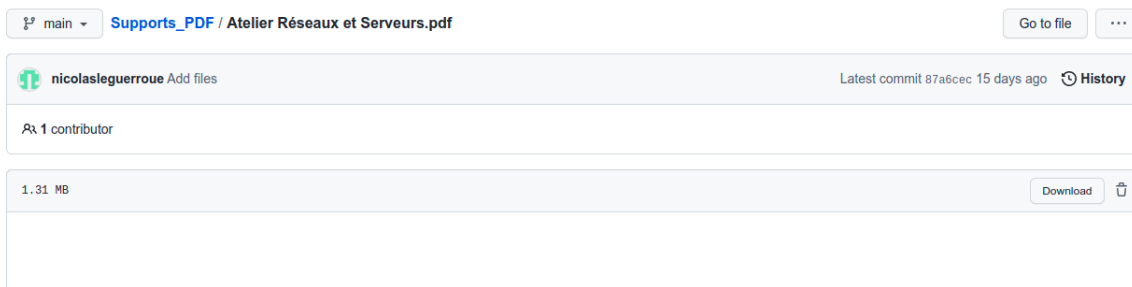 main Supports_PDF / Atelier Réseaux et Serveurs.pdf Go to file ...
nicolasleguerroue Add files Latest commit 87a6cec 15 days ago History
1 contributor
1.31 MB Download